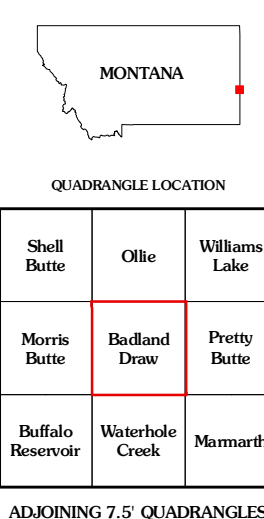 MONTANA
QUADRANGLE LOCATION
Shell
Butte
Ollie
Williams
Lake
Morris
Butte
Badland
Draw
Pretty
Butte
Buffalo
Reservoir
Waterhole
Creek
Marmarth
ADJOINING 7.5' QUADRANGLES